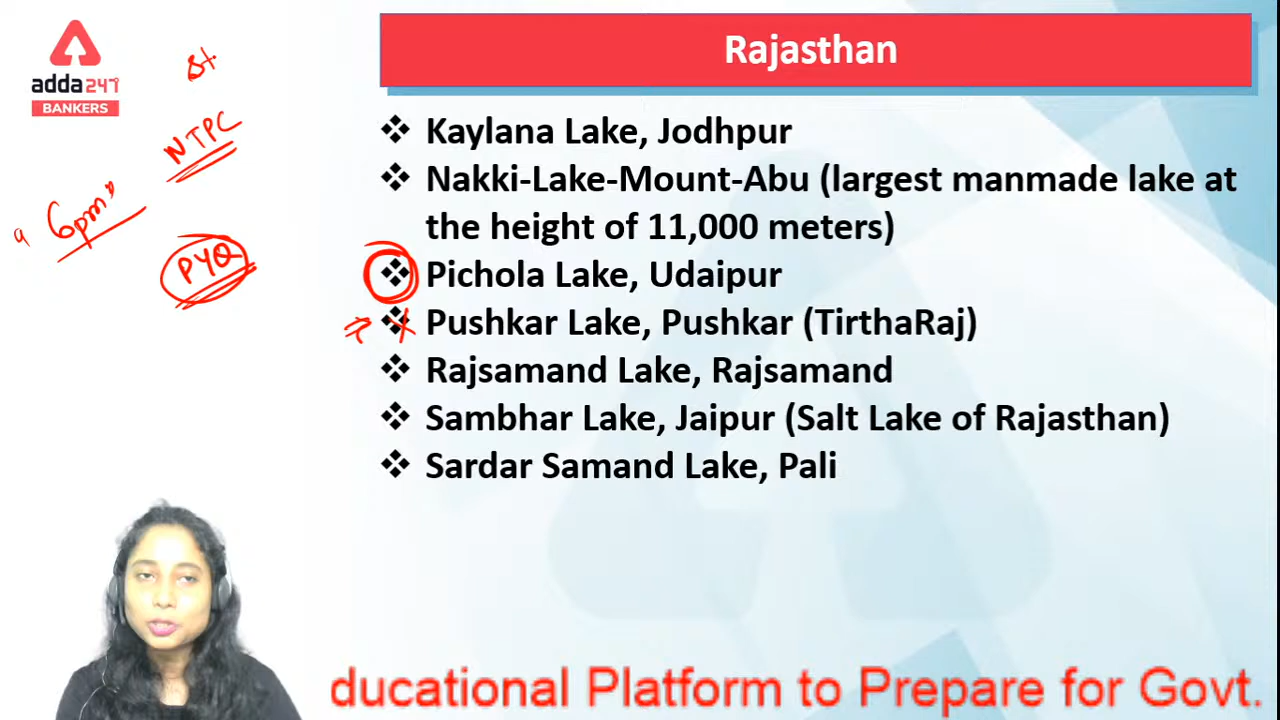 adda247
BANKERS
NTPC
"6pm"
PYQ
Rajasthan
Kaylana Lake, Jodhpur
Nakki-Lake-Mount-Abu (largest manmade lake at
the height of 11,000 meters)
Pichola Lake, Udaipur
Pushkar Lake, Pushkar (TirthaRaj)
Rajsamand Lake, Rajsamand
Sambhar Lake, Jaipur (Salt Lake of Rajasthan)
Sardar Samand Lake, Pali
ducational Platform to Prepare for Govt.